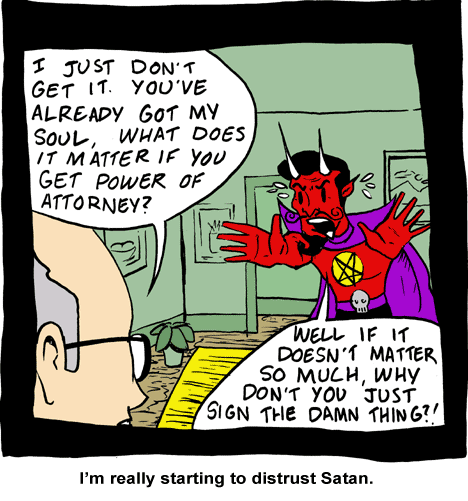 I JUST DON'T
GET IT. YOU'VE
ALREADY GOT MY
SOUL, WHAT DOES
IT MATTER IF YOU
GET POWER OF
ATTORNEY?
WELL IF IT
DOESN'T MATTER
SO MUCH, WHY
DON'T YOU JUST
SIGN THE DAMN THING?!
I'm really starting to distrust Satan.